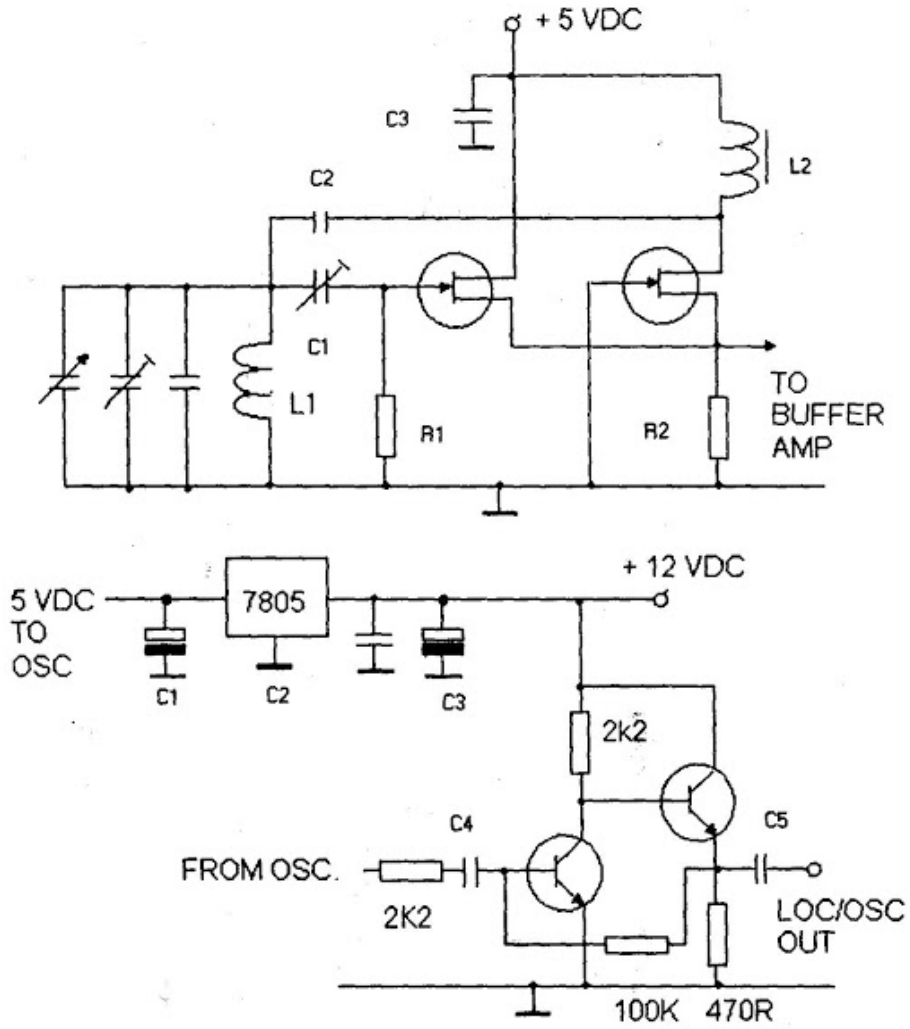 + 5 VDC
C3
L2
C2
C1
L1
R1
R2
TO
BUFFER
AMP
+ 12 VDC
5 VDC
TO
OSC
7805
C1
C2
C3
2K2
C4
C5
FROM OSC.
2K2
LOC/OSC
OUT
100K 470R